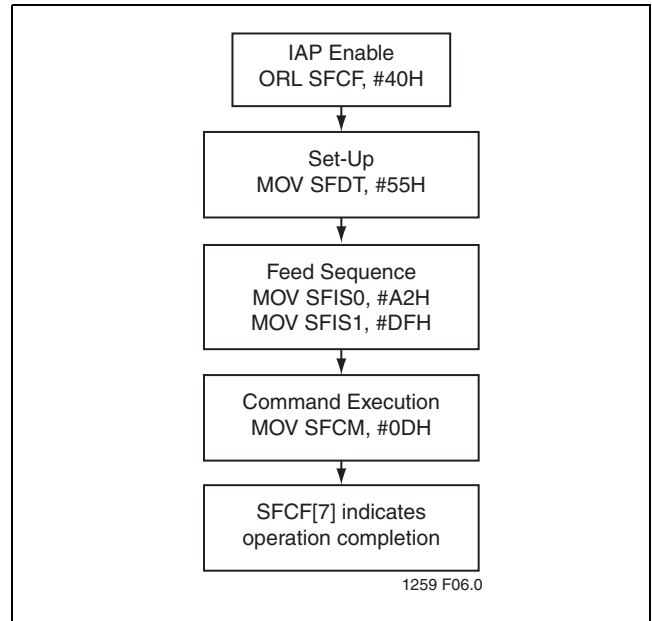 IAP Enable
ORL SFCF, #40H
Set-Up
MOV SFDT, #55H
Feed Sequence
MOV SFIS0, #A2H
MOV SFIS1, #DFH
Command Execution
MOV SFCM, #0DH
SFCF[7] indicates
operation completion
1259 F06.0